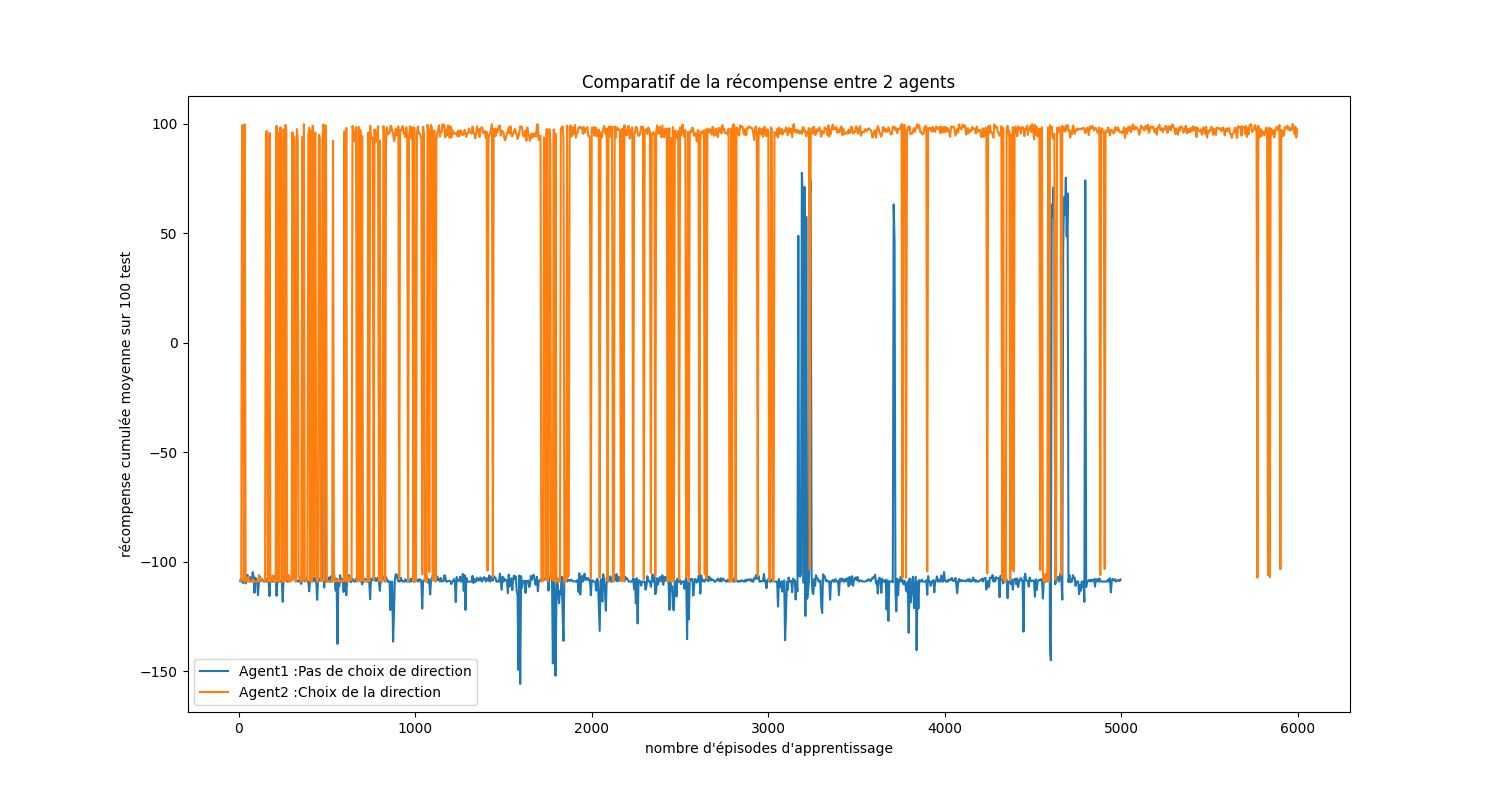 Comparatif de la récompense entre 2 agents
récompense cumulée moyenne sur 100 test
100
50
0
−50
−100
−150
Agent1 :Pas de choix de direction
Agent2 :Choix de la direction
0 1000 2000 3000 4000 5000 6000
nombre d'épisodes d'apprentissage